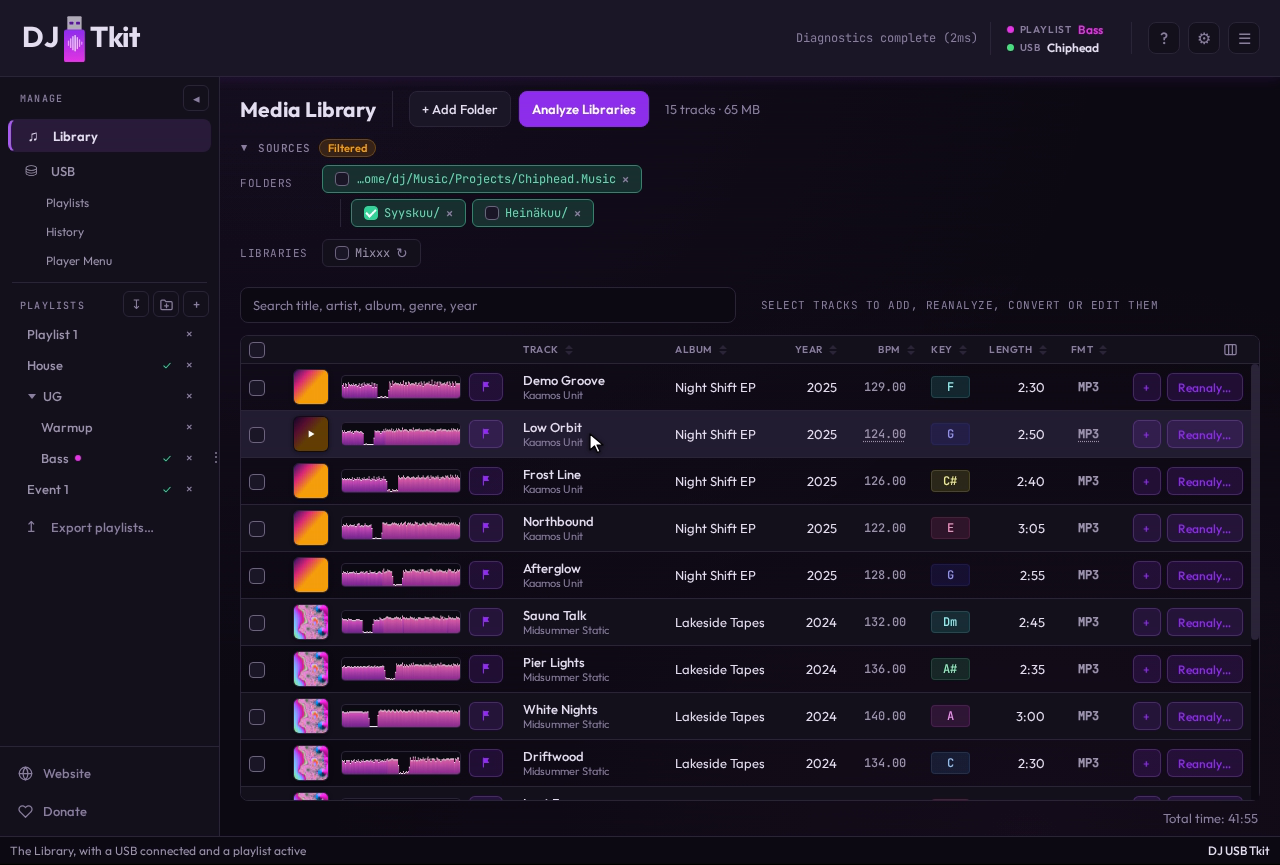 DJ Tkit
Diagnostics complete (2ms)
PLAYLIST Bass
USB Chiphead
?
MANAGE
Library
USB
Playlists
History
Player Menu
PLAYLISTS
+
Playlist 1 ×
House ✓ ×
UG ×
Warmup ×
Bass ✓ ×
Event 1 ✓ ×
Export playlists...
Website
Donate
Media Library
+ Add Folder
Analyze Libraries
15 tracks · 65 MB
SOURCES Filtered
FOLDERS …ome/dj/Music/Projects/Chiphead.Music ×
Syyskuu/ × Heinäkuu/ ×
LIBRARIES Mixxx ↻
Search title, artist, album, genre, year
SELECT TRACKS TO ADD, REANALYZE, CONVERT OR EDIT THEM
TRACK ALBUM YEAR BPM KEY LENGTH FMT
Demo Groove Night Shift EP 2025 129.00 F 2:30 MP3 + Reanaly...
Kaamos Unit
Low Orbit Night Shift EP 2025 124.00 G 2:50 MP3 + Reanaly...
Kaamos Unit
Frost Line Night Shift EP 2025 126.00 C# 2:40 MP3 + Reanaly...
Kaamos Unit
Northbound Night Shift EP 2025 122.00 E 3:05 MP3 + Reanaly...
Kaamos Unit
Afterglow Night Shift EP 2025 128.00 G 2:55 MP3 + Reanaly...
Kaamos Unit
Sauna Talk Lakeside Tapes 2024 132.00 Dm 2:45 MP3 + Reanaly...
Midsummer Static
Pier Lights Lakeside Tapes 2024 136.00 A# 2:35 MP3 + Reanaly...
Midsummer Static
White Nights Lakeside Tapes 2024 140.00 A 3:00 MP3 + Reanaly...
Midsummer Static
Driftwood Lakeside Tapes 2024 134.00 C 2:30 MP3 + Reanaly...
Midsummer Static
Total time: 41:55
The Library, with a USB connected and a playlist active
DJ USB Tkit